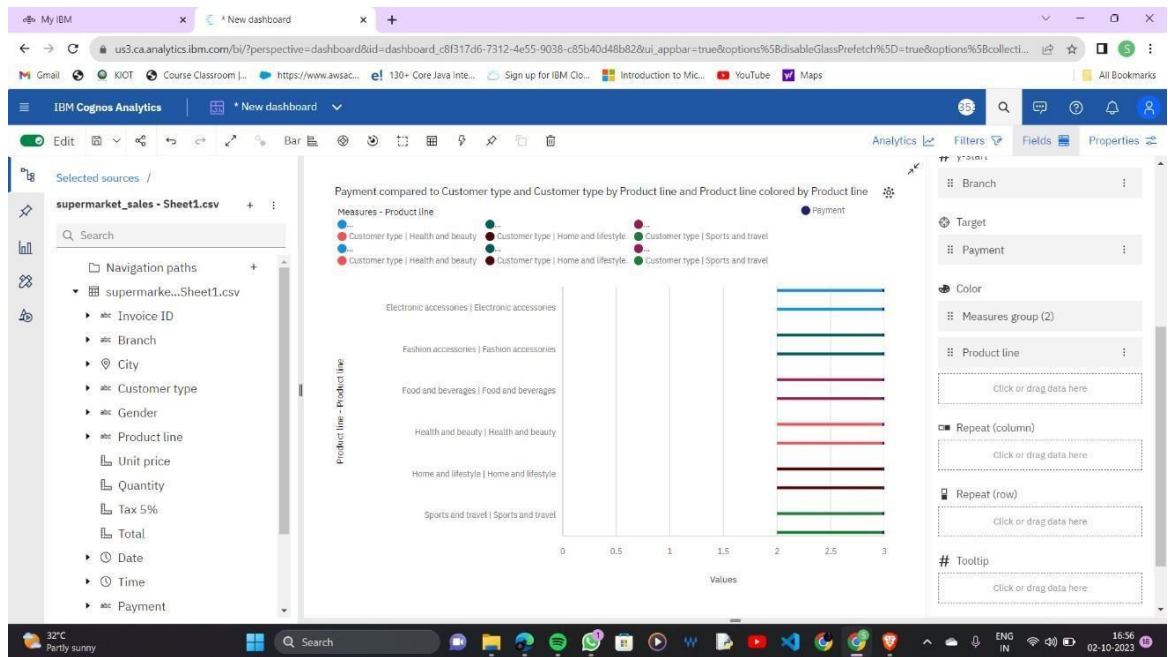 My IBM
* New dashboard
us3.ca.analytics.ibm.com/bi/?perspective=dashboard&id=dashboard_c8f317d6-7312-4e55-9038-c85b40d48b82&ui_appbar=true&options%5BdisableGlassPrefetch%5D=true&options%5Bcollecti...
Gmail KIOT Course Classroom |... https://www.awsac... 130+ Core Java Inte... Sign up for IBM Clo... Introduction to Mic... YouTube Maps All Bookmarks
IBM Cognos Analytics * New dashboard
Edit Bar Analytics Filters Fields Properties
Selected sources /
supermarket_sales - Sheet1.csv
Search
Navigation paths
supermarke...Sheet1.csv
abc Invoice ID
abc Branch
City
abc Customer type
abc Gender
abc Product line
Unit price
Quantity
Tax 5%
Total
Date
Time
abc Payment
Payment compared to Customer type and Customer type by Product line and Product line colored by Product line
Measures - Product line
Payment
... ... ...
Customer type | Health and beauty Customer type | Home and lifestyle Customer type | Sports and travel
... ... ...
Customer type | Health and beauty Customer type | Home and lifestyle Customer type | Sports and travel
Product line - Product line
Electronic accessories | Electronic accessories
Fashion accessories | Fashion accessories
Food and beverages | Food and beverages
Health and beauty | Health and beauty
Home and lifestyle | Home and lifestyle
Sports and travel | Sports and travel
0 0.5 1 1.5 2 2.5 3
Values
# y-start
Branch
Target
Payment
Color
Measures group (2)
Product line
Click or drag data here
Repeat (column)
Click or drag data here
Repeat (row)
Click or drag data here
# Tooltip
Click or drag data here
32°C
Partly sunny
Search
ENG
IN
16:56
02-10-2023